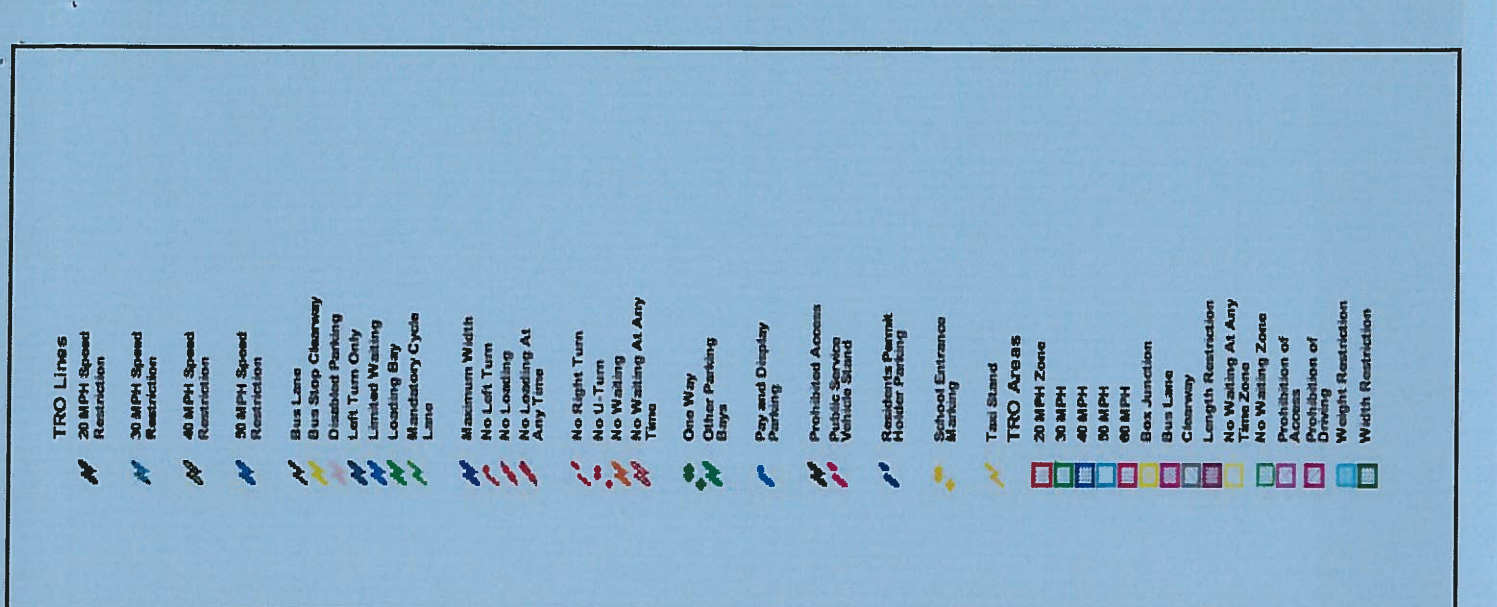 TRO Lines
20 MPH Speed
Restriction
30 MPH Speed
Restriction
40 MPH Speed
Restriction
50 MPH Speed
Restriction
Bus Lane
Bus Stop Clearway
Disabled Parking
Left Turn Only
Limited Waiting
Loading Bay
Mandatory Cycle
Lane
Maximum Width
No Left Turn
No Loading
No Loading At
Any Time
No Right Turn
No U-Turn
No Waiting
No Waiting At Any
Time
One Way
Other Parking
Bays
Pay and Display
Parking
Prohibited Access
Public Service
Vehicle Stand
Residents Permit
Holder Parking
School Entrance
Marking
Taxi Stand
TRO Areas
20 MPH Zone
30 MPH
40 MPH
50 MPH
60 MPH
Box Junction
Bus Lane
Clearway
Length Restriction
No Waiting At Any
Time Zone
No Waiting Zone
Prohibition of
Access
Prohibition of
Driving
Weight Restriction
Width Restriction